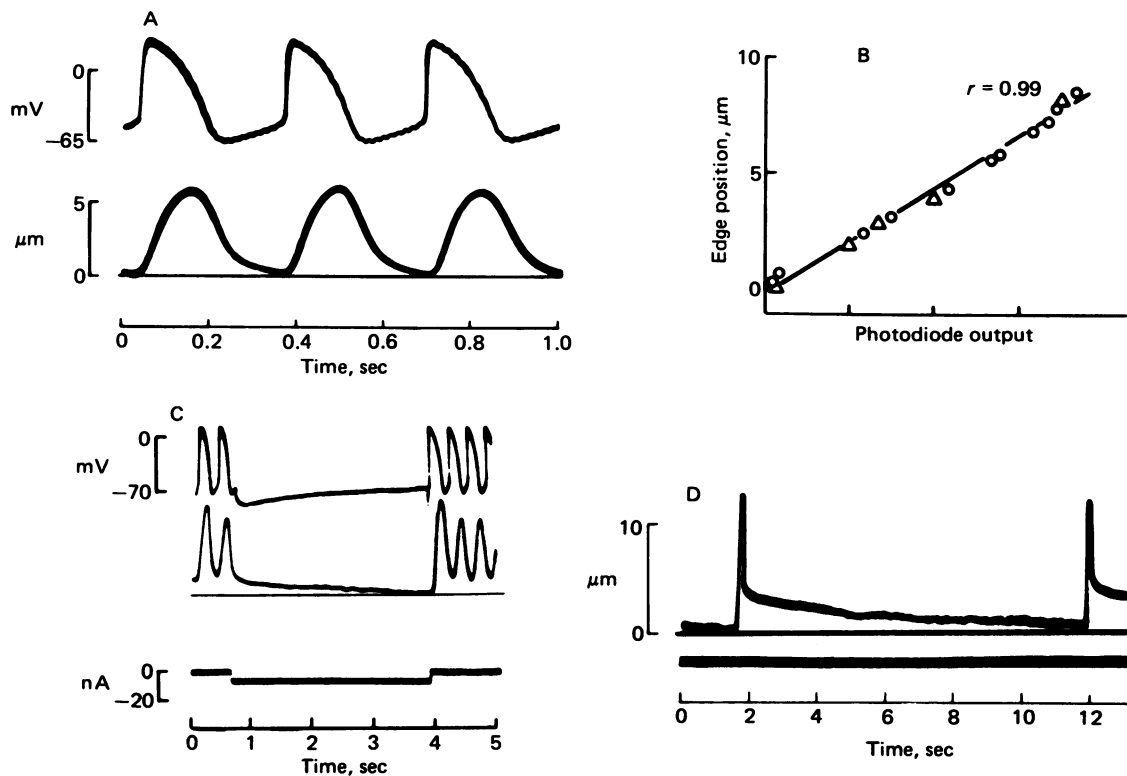 A
0
mV
−65
5
μm
0
0 0.2 0.4 0.6 0.8 1.0
Time, sec
B
10
r = 0.99
Edge position, μm
5
0
Photodiode output
C
0
mV
−70
0
nA
−20
0 1 2 3 4 5
Time, sec
D
10
μm
0
0 2 4 6 8 10 12
Time, sec